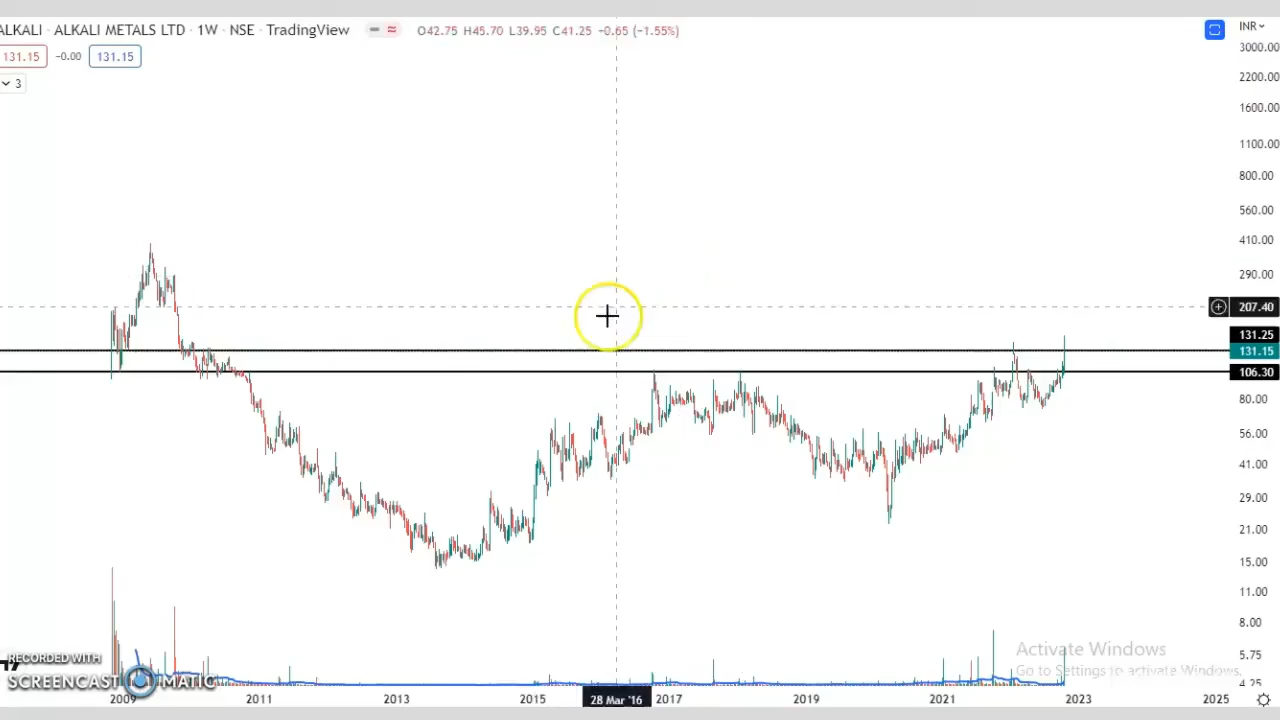 ALKALI · ALKALI METALS LTD · 1W · NSE · TradingView O42.75 H45.70 L39.95 C41.25 −0.65 (−1.55%)
INR
131.15 −0.00 131.15
3
3000.00
2200.00
1600.00
1100.00
800.00
560.00
410.00
290.00
207.40
131.25
131.15
106.30
80.00
56.00
41.00
29.00
21.00
15.00
11.00
8.00
5.75
4.25
Activate Windows
Go to Settings to activate Windows.
RECORDED WITH
SCREENCAST MATIC
2009 2011 2013 2015 28 Mar '16 2017 2019 2021 2023 2025